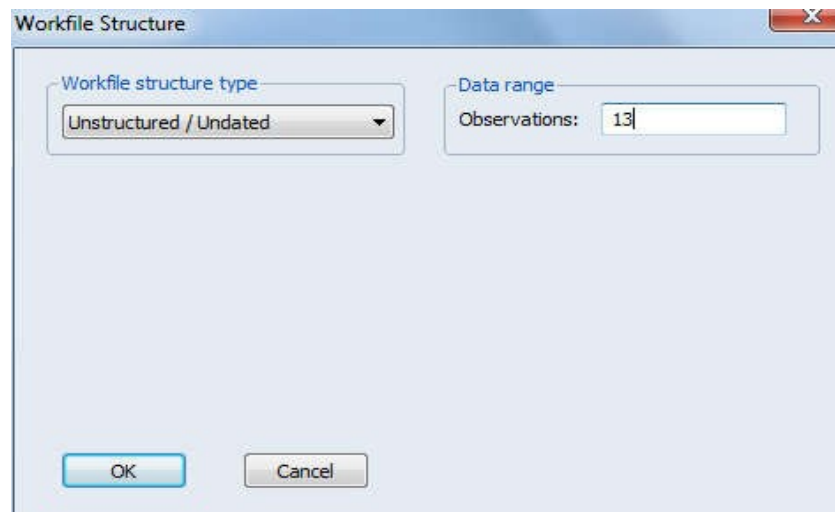 Workfile Structure
Workfile structure type
Unstructured / Undated
Data range
Observations: 13
OK
Cancel